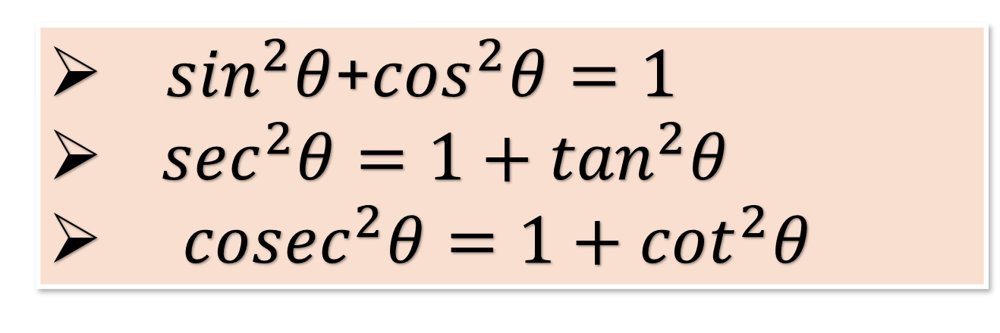 ➢ sin²θ+cos²θ = 1
➢ sec²θ = 1 + tan²θ
➢ cosec²θ = 1 + cot²θ